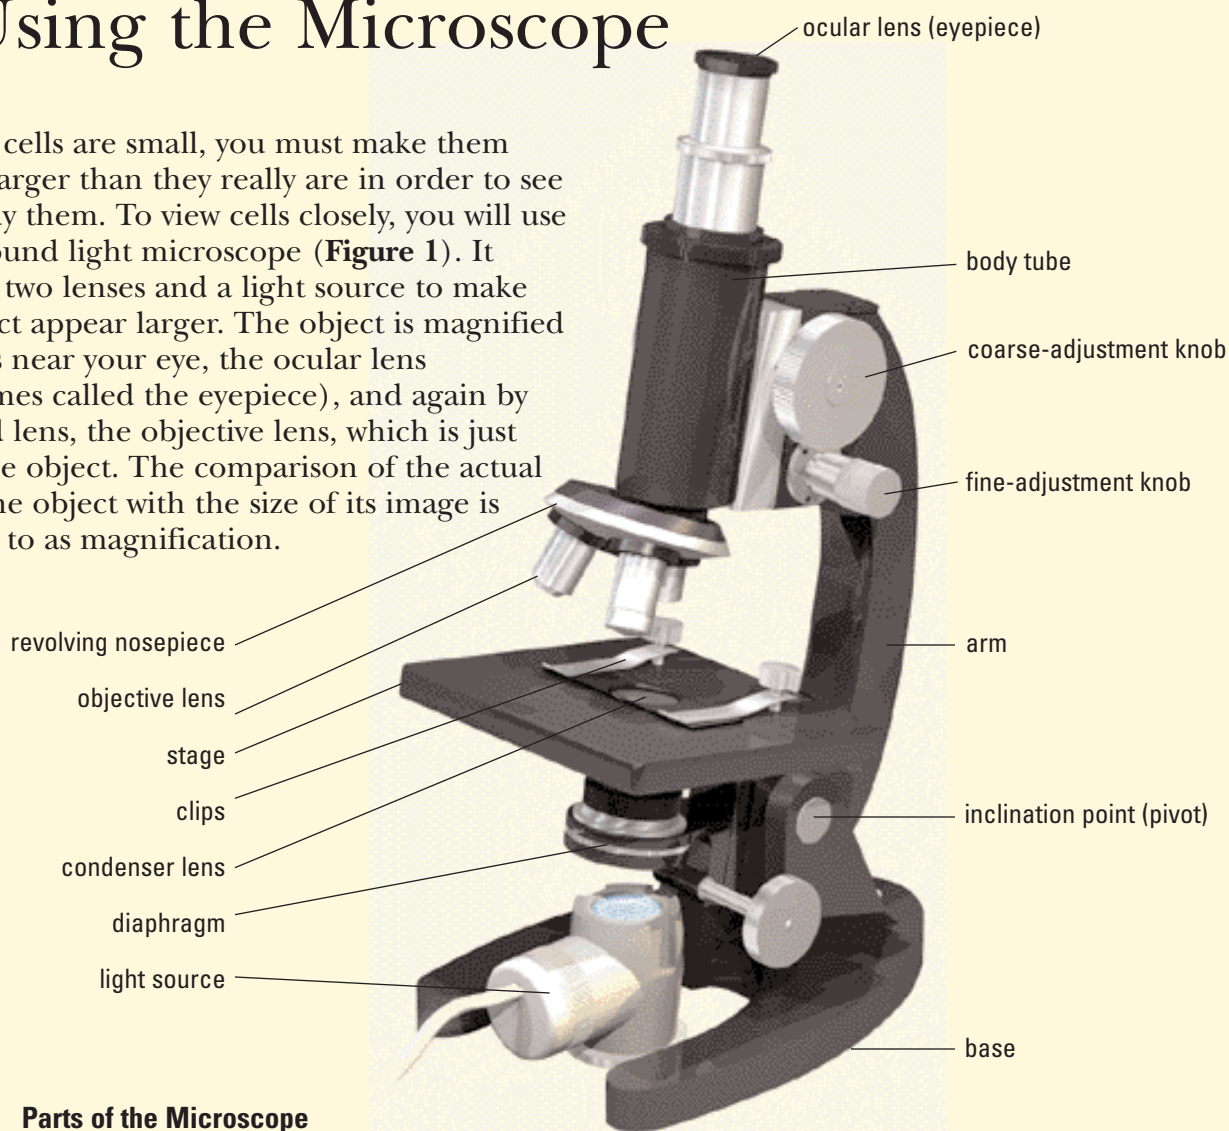 Using the Microscope
cells are small, you must make them
larger than they really are in order to see
them. To view cells closely, you will use
light microscope (Figure 1). It
two lenses and a light source to make
appear larger. The object is magnified
near your eye, the ocular lens
called the eyepiece), and again by
lens, the objective lens, which is just
object. The comparison of the actual
object with the size of its image is
to as magnification.
ocular lens (eyepiece)
body tube
coarse-adjustment knob
fine-adjustment knob
arm
inclination point (pivot)
base
revolving nosepiece
objective lens
stage
clips
condenser lens
diaphragm
light source
Parts of the Microscope